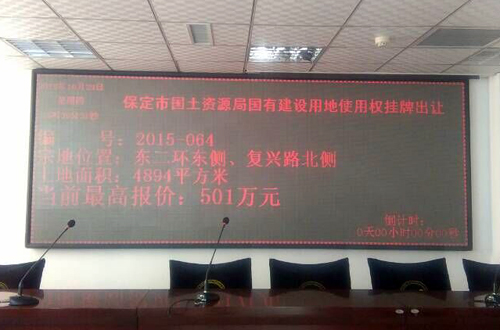 保定市国土资源局国有建设用地使用权挂牌出让
编 号：2015-064
宗地位置：东二环东侧、复兴路北侧
土地面积：4894平方米
当前最高报价：501万元
倒计时：
0天00小时00分00秒